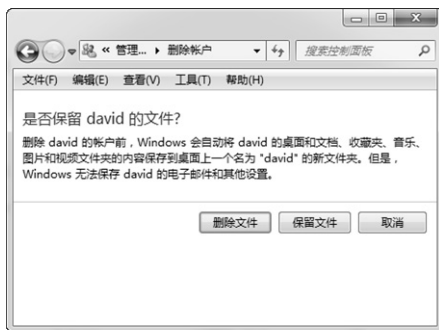 « 管理... ▸ 删除帐户
搜索控制面板
文件(F) 编辑(E) 查看(V) 工具(T) 帮助(H)
是否保留 david 的文件?
删除 david 的帐户前，Windows 会自动将 david 的桌面和文档、收藏夹、音乐、
图片和视频文件夹的内容保存到桌面上一个名为 "david" 的新文件夹。但是，
Windows 无法保存 david 的电子邮件和其他设置。
删除文件 保留文件 取消